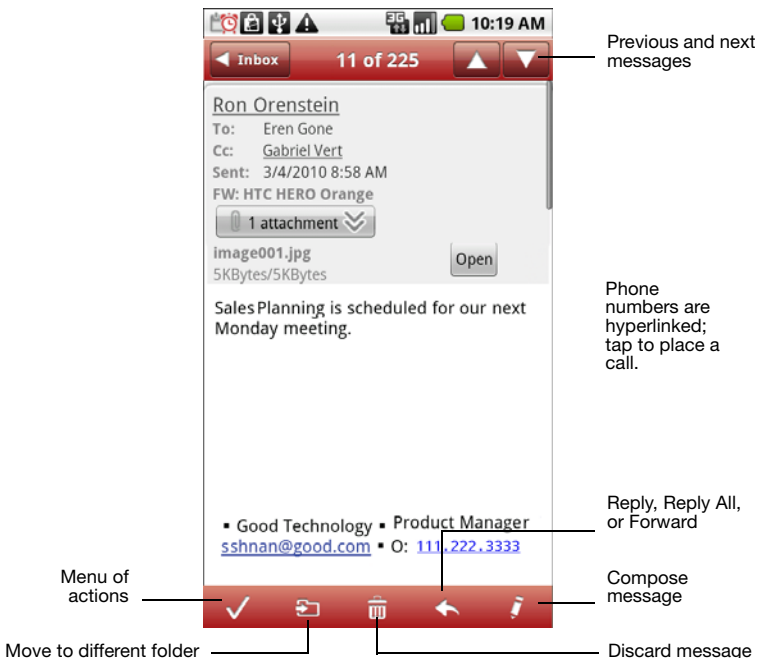 3G 10:19 AM
Inbox 11 of 225
Previous and next
messages
Ron Orenstein
To: Eren Gone
Cc: Gabriel Vert
Sent: 3/4/2010 8:58 AM
FW: HTC HERO Orange
1 attachment
image001.jpg
5KBytes/5KBytes
Open
Sales Planning is scheduled for our next
Monday meeting.
Phone
numbers are
hyperlinked;
tap to place a
call.
▪ Good Technology ▪ Product Manager
sshnan@good.com ▪ O: 111.222.3333
Reply, Reply All,
or Forward
Menu of
actions
Compose
message
Move to different folder
Discard message